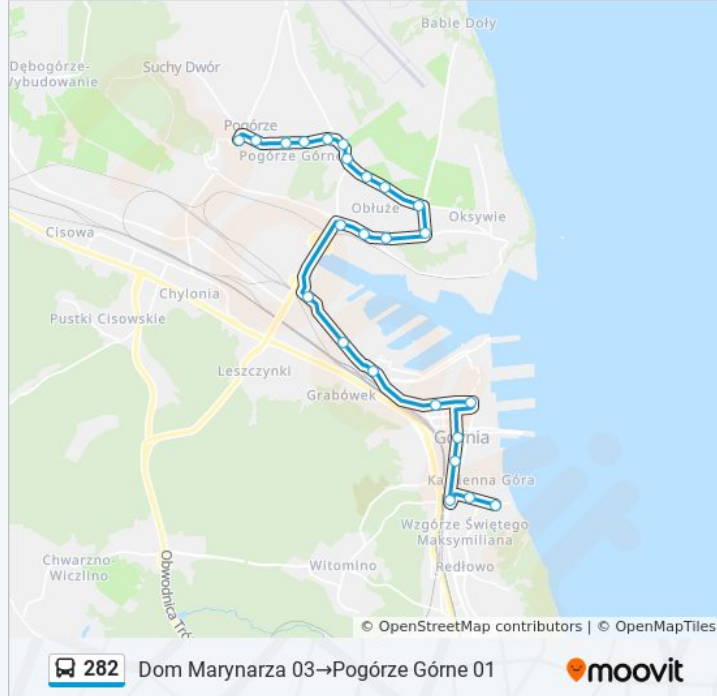 Babie Doły
Dębogórze-
Wybudowanie
Suchy Dwór
Pogórze
Pogórze Górne
Obłuże
Oksywie
Cisowa
Chylonia
Pustki Cisowskie
Leszczynki
Grabówek
Gdynia
Kamienna Góra
Wzgórze Świętego
Maksymiliana
Chwarzno-
Wiczlino
Witomino
Redłowo
Obwodnica Tró
© OpenStreetMap contributors | © OpenMapTiles
282 Dom Marynarza 03→Pogórze Górne 01
moovit